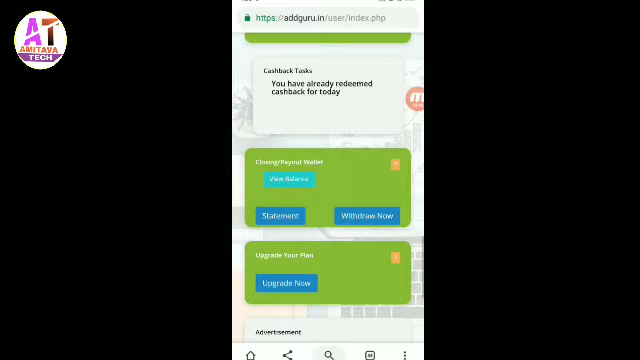 AT
AMITAVA
TECH
https://addguru.in/user/index.php
Cashback Tasks
You have already redeemed
cashback for today
Closing/Payout Wallet
?
View Balance
Statement
Withdraw Now
Upgrade Your Plan
?
Upgrade Now
Advertisement